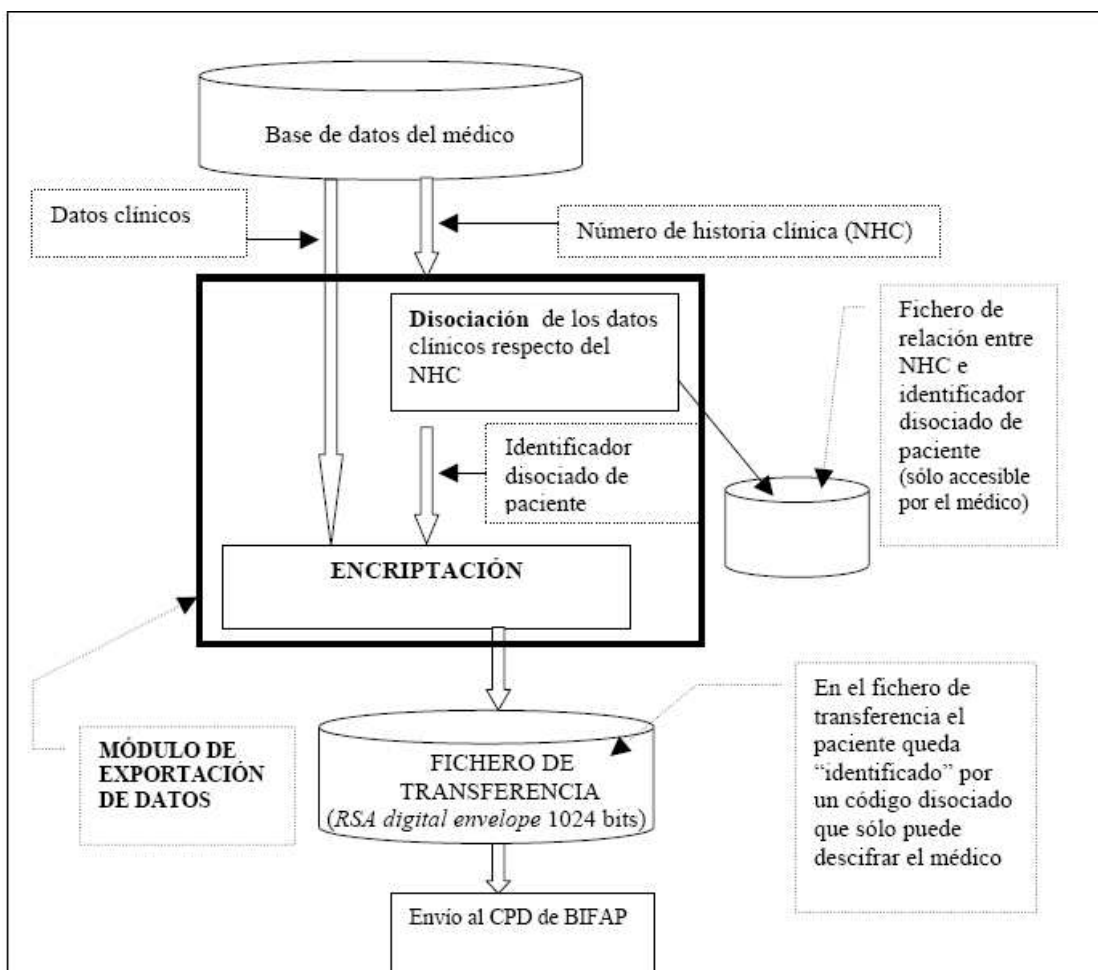 Base de datos del médico
Datos clínicos
Número de historia clínica (NHC)
Disociación de los datos
clínicos respecto del
NHC
Fichero de
relación entre
NHC e
identificador
disociado de
paciente
(sólo accesible
por el médico)
Identificador
disociado de
paciente
ENCRIPTACIÓN
MÓDULO DE
EXPORTACIÓN
DE DATOS
FICHERO DE
TRANSFERENCIA
(RSA digital envelope 1024 bits)
En el fichero de
transferencia el
paciente queda
“identificado” por
un código disociado
que sólo puede
descifrar el médico
Envío al CPD de BIFAP